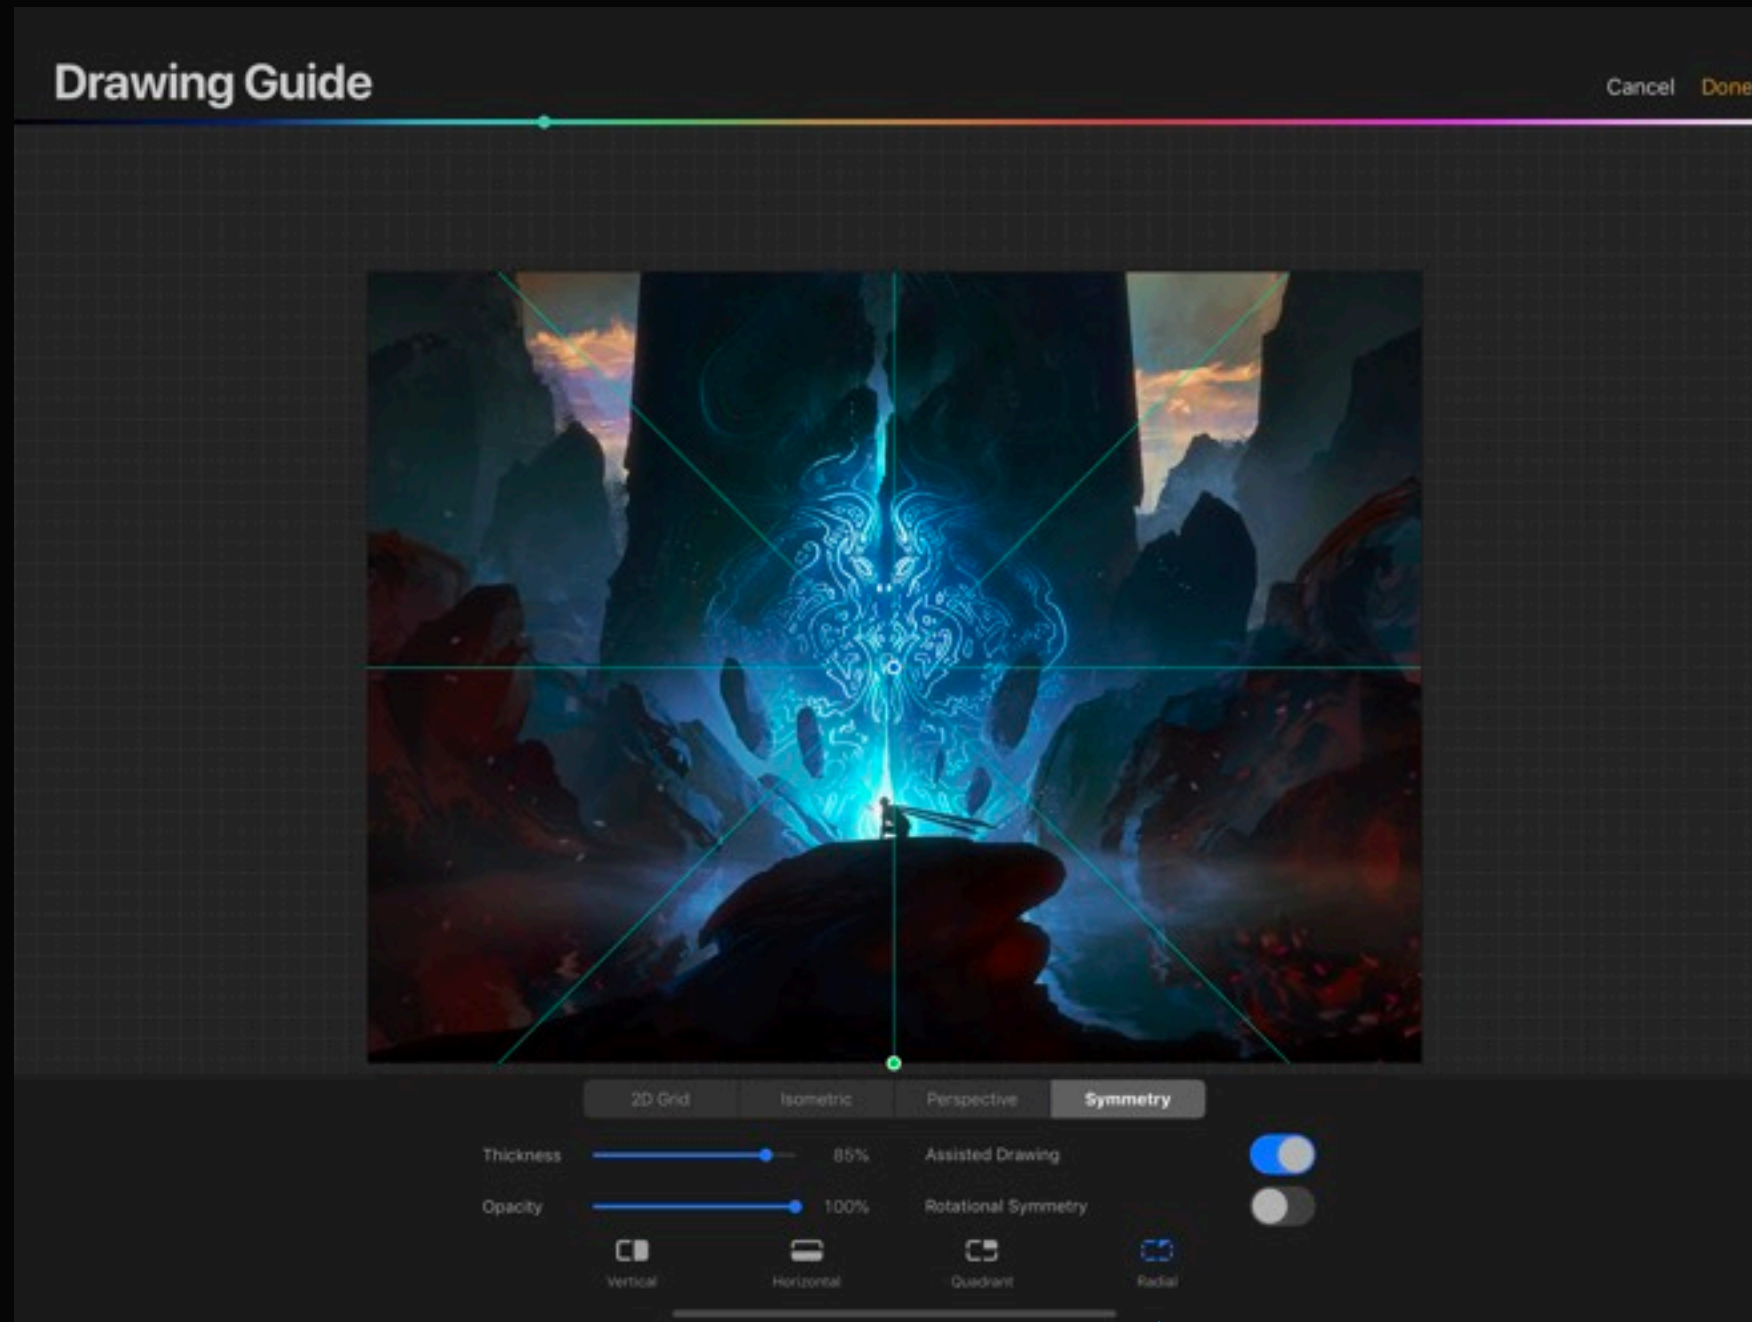 Drawing Guide
Cancel Done
2D Grid Isometric Perspective Symmetry
Thickness 85% Assisted Drawing
Opacity 100% Rotational Symmetry
Vertical Horizontal Quadrant Radial